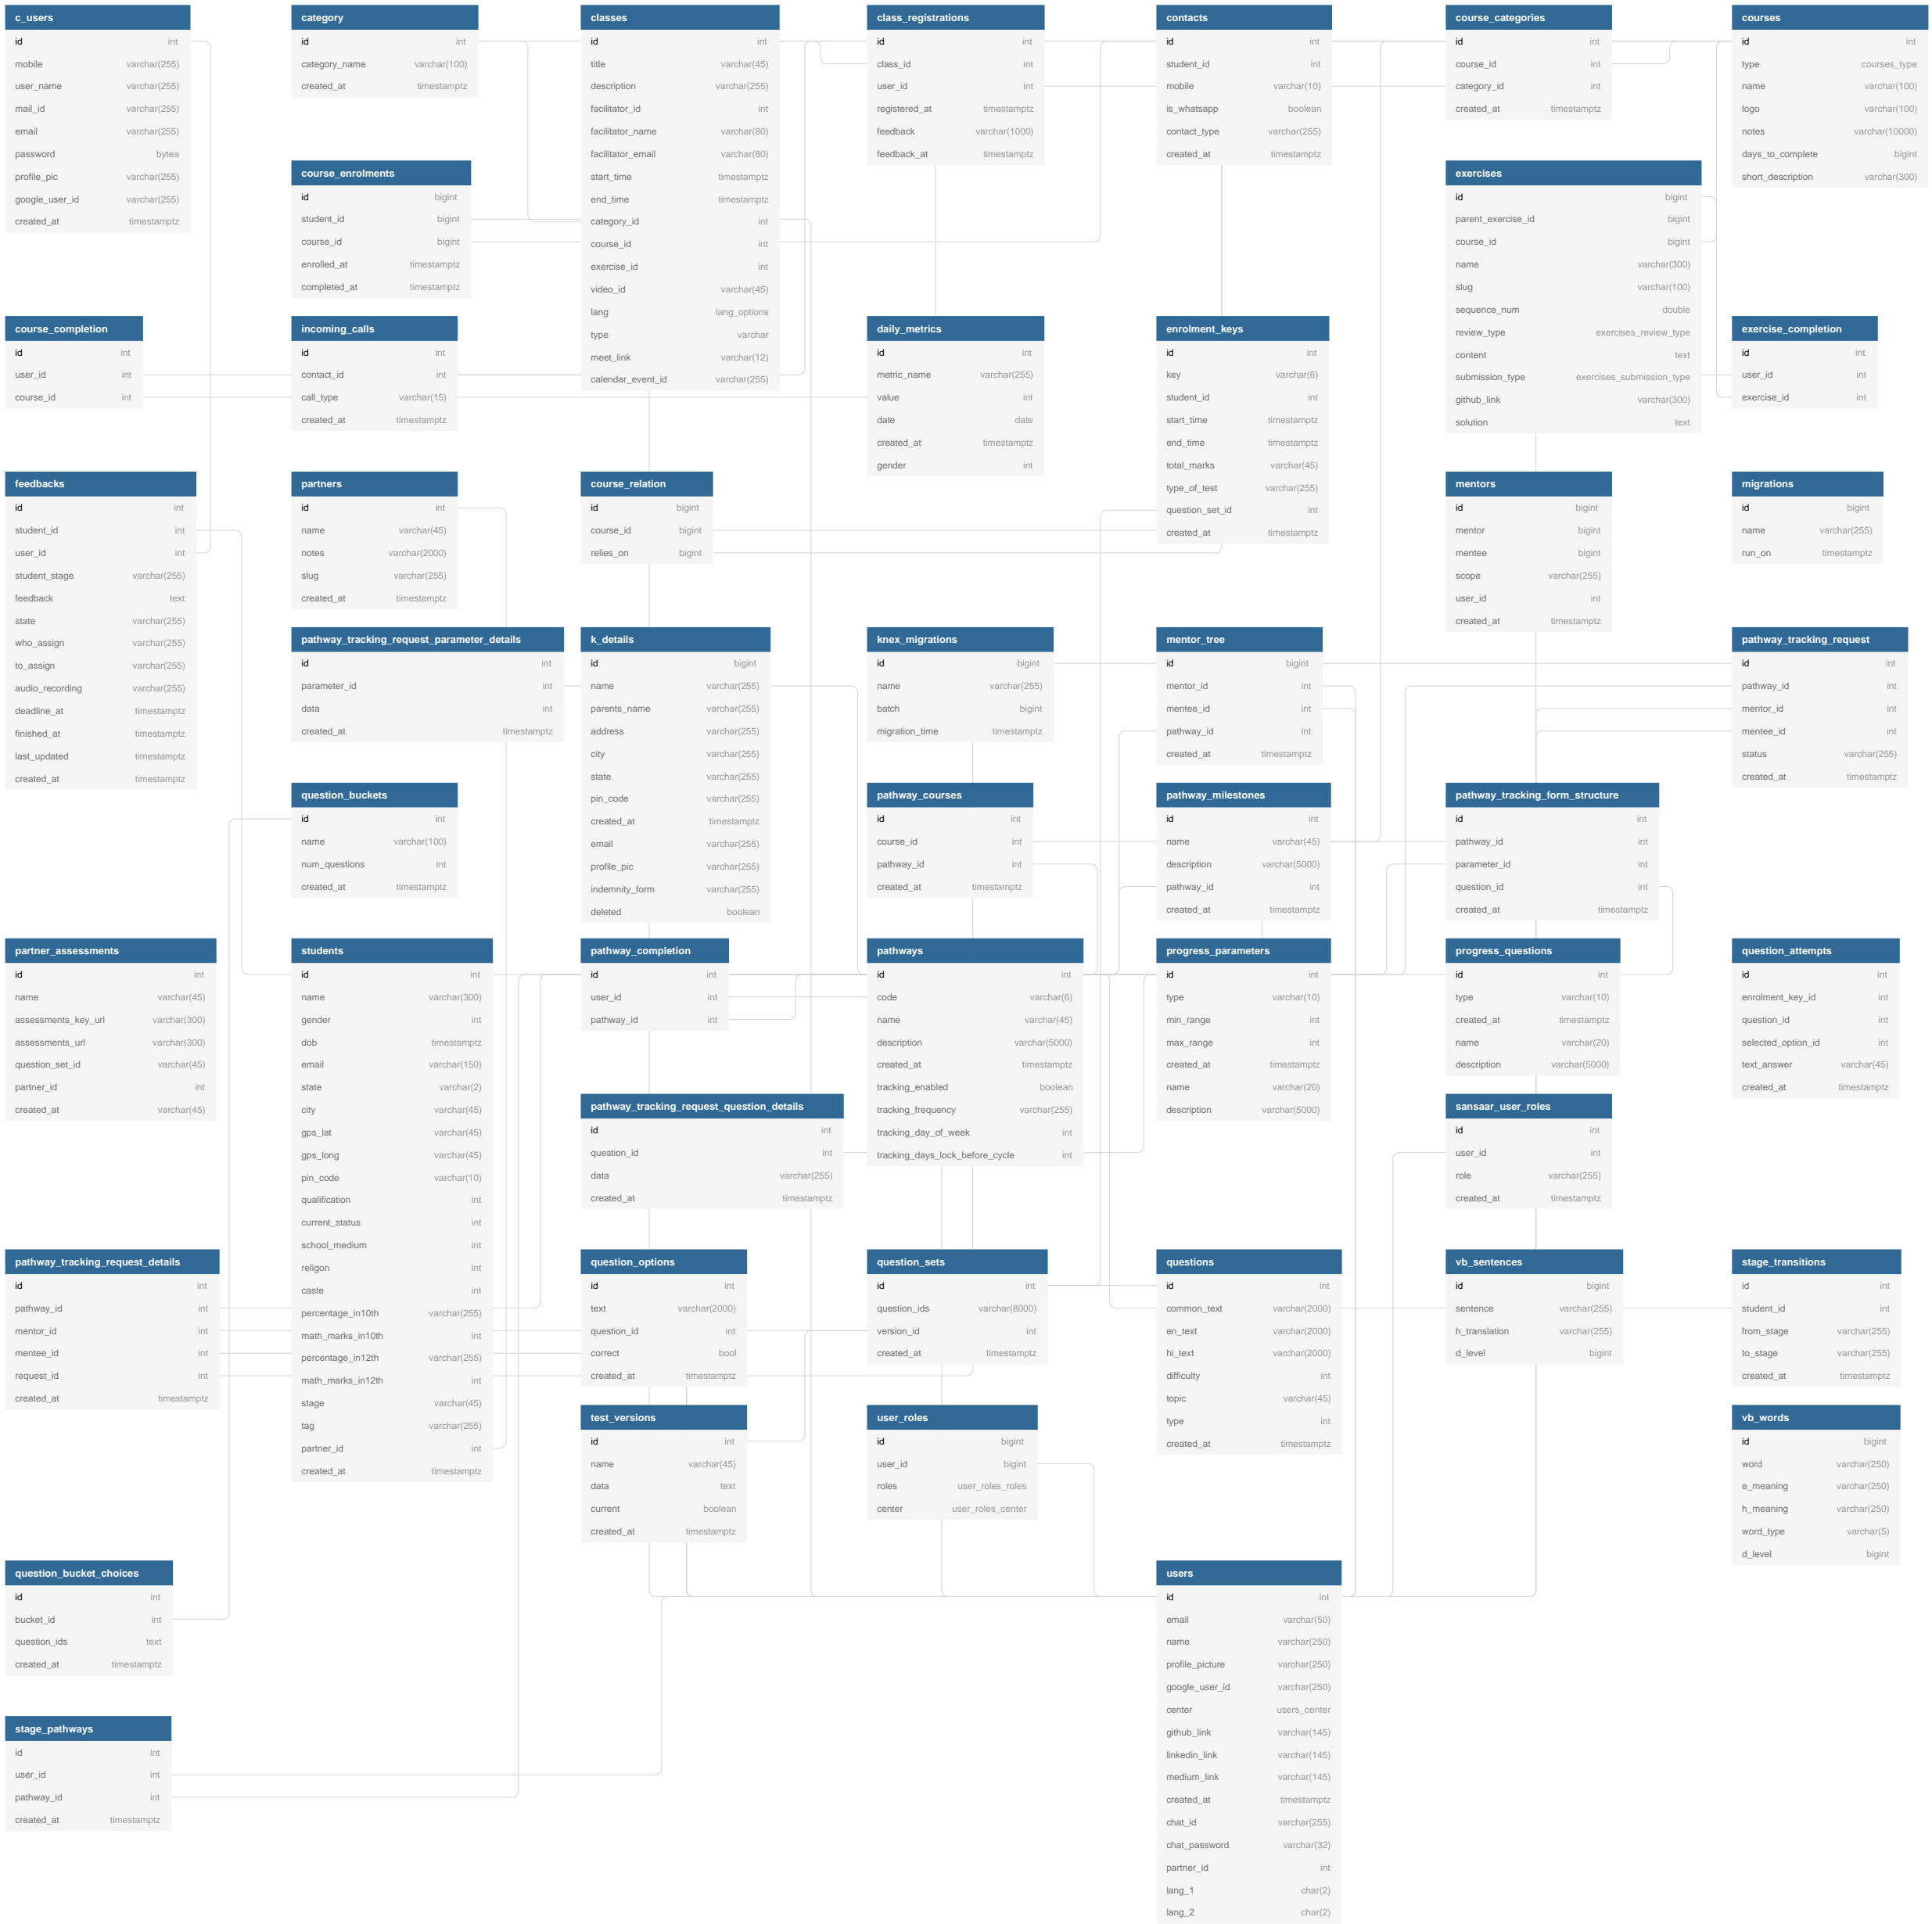 c_users
id int
mobile varchar(255)
user_name varchar(255)
mail_id varchar(255)
email varchar(255)
password bytea
profile_pic varchar(255)
google_user_id varchar(255)
created_at timestamptz
category
id int
category_name varchar(100)
created_at timestamptz
classes
id int
title varchar(45)
description varchar(255)
facilitator_id int
facilitator_name varchar(80)
facilitator_email varchar(80)
start_time timestamptz
end_time timestamptz
category_id int
course_id int
exercise_id int
video_id varchar(45)
lang lang_options
type varchar
meet_link varchar(12)
calendar_event_id varchar(255)
class_registrations
id int
class_id int
user_id int
registered_at timestamptz
feedback varchar(1000)
feedback_at timestamptz
contacts
id int
student_id int
mobile varchar(10)
is_whatsapp boolean
contact_type varchar(255)
created_at timestamptz
course_categories
id int
course_id int
category_id int
created_at timestamptz
courses
id int
type courses_type
name varchar(100)
logo varchar(100)
notes varchar(10000)
days_to_complete bigint
short_description varchar(300)
course_enrolments
id bigint
student_id bigint
course_id bigint
enrolled_at timestamptz
completed_at timestamptz
exercises
id bigint
parent_exercise_id bigint
course_id bigint
name varchar(300)
slug varchar(100)
sequence_num double
review_type exercises_review_type
content text
submission_type exercises_submission_type
github_link varchar(300)
solution text
course_completion
id int
user_id int
course_id int
incoming_calls
id int
contact_id int
call_type varchar(15)
created_at timestamptz
daily_metrics
id int
metric_name varchar(255)
value int
date date
created_at timestamptz
gender int
enrolment_keys
id int
key varchar(6)
student_id int
start_time timestamptz
end_time timestamptz
total_marks varchar(45)
type_of_test varchar(255)
question_set_id int
created_at timestamptz
exercise_completion
id int
user_id int
exercise_id int
feedbacks
id int
student_id int
user_id int
student_stage varchar(255)
feedback text
state varchar(255)
who_assign varchar(255)
to_assign varchar(255)
audio_recording varchar(255)
deadline_at timestamptz
finished_at timestamptz
last_updated timestamptz
created_at timestamptz
partners
id int
name varchar(45)
notes varchar(2000)
slug varchar(255)
created_at timestamptz
course_relation
id bigint
course_id bigint
relies_on bigint
mentors
id bigint
mentor bigint
mentee bigint
scope varchar(255)
user_id int
created_at timestamptz
migrations
id bigint
name varchar(255)
run_on timestamptz
pathway_tracking_request_parameter_details
id int
parameter_id int
data int
created_at timestamptz
k_details
id bigint
name varchar(255)
parents_name varchar(255)
address varchar(255)
city varchar(255)
state varchar(255)
pin_code varchar(255)
created_at timestamptz
email varchar(255)
profile_pic varchar(255)
indemnity_form varchar(255)
deleted boolean
knex_migrations
id bigint
name varchar(255)
batch bigint
migration_time timestamptz
mentor_tree
id bigint
mentor_id int
mentee_id int
pathway_id int
created_at timestamptz
pathway_tracking_request
id int
pathway_id int
mentor_id int
mentee_id int
status varchar(255)
created_at timestamptz
question_buckets
id int
name varchar(100)
num_questions int
created_at timestamptz
pathway_courses
id int
course_id int
pathway_id int
created_at timestamptz
pathway_milestones
id int
name varchar(45)
description varchar(5000)
pathway_id int
created_at timestamptz
pathway_tracking_form_structure
id int
pathway_id int
parameter_id int
question_id int
created_at timestamptz
partner_assessments
id int
name varchar(45)
assessments_key_url varchar(300)
assessments_url varchar(300)
question_set_id varchar(45)
partner_id int
created_at varchar(45)
students
id int
name varchar(300)
gender int
dob timestamptz
email varchar(150)
state varchar(2)
city varchar(45)
gps_lat varchar(45)
gps_long varchar(45)
pin_code varchar(10)
qualification int
current_status int
school_medium int
religon int
caste int
percentage_in10th varchar(255)
math_marks_in10th int
percentage_in12th varchar(255)
math_marks_in12th int
stage varchar(45)
tag varchar(255)
partner_id int
created_at timestamptz
pathway_completion
id int
user_id int
pathway_id int
pathways
id int
code varchar(6)
name varchar(45)
description varchar(5000)
created_at timestamptz
tracking_enabled boolean
tracking_frequency varchar(255)
tracking_day_of_week int
tracking_days_lock_before_cycle int
progress_parameters
id int
type varchar(10)
min_range int
max_range int
created_at timestamptz
name varchar(20)
description varchar(5000)
progress_questions
id int
type varchar(10)
created_at timestamptz
name varchar(20)
description varchar(5000)
question_attempts
id int
enrolment_key_id int
question_id int
selected_option_id int
text_answer varchar(45)
created_at timestamptz
pathway_tracking_request_question_details
id int
question_id int
data varchar(255)
created_at timestamptz
sansaar_user_roles
id int
user_id int
role varchar(255)
created_at timestamptz
pathway_tracking_request_details
id int
pathway_id int
mentor_id int
mentee_id int
request_id int
created_at timestamptz
question_options
id int
text varchar(2000)
question_id int
correct bool
created_at timestamptz
question_sets
id int
question_ids varchar(8000)
version_id int
created_at timestamptz
questions
id int
common_text varchar(2000)
en_text varchar(2000)
hi_text varchar(2000)
difficulty int
topic varchar(45)
type int
created_at timestamptz
vb_sentences
id bigint
sentence varchar(255)
h_translation varchar(255)
d_level bigint
stage_transitions
id int
student_id int
from_stage varchar(255)
to_stage varchar(255)
created_at timestamptz
test_versions
id int
name varchar(45)
data text
current boolean
created_at timestamptz
user_roles
id bigint
user_id bigint
roles user_roles_roles
center user_roles_center
vb_words
id bigint
word varchar(250)
e_meaning varchar(250)
h_meaning varchar(250)
word_type varchar(5)
d_level bigint
question_bucket_choices
id int
bucket_id int
question_ids text
created_at timestamptz
users
id int
email varchar(50)
name varchar(250)
profile_picture varchar(250)
google_user_id varchar(250)
center users_center
github_link varchar(145)
linkedin_link varchar(145)
medium_link varchar(145)
created_at timestamptz
chat_id varchar(255)
chat_password varchar(32)
partner_id int
lang_1 char(2)
lang_2 char(2)
stage_pathways
id int
user_id int
pathway_id int
created_at timestamptz